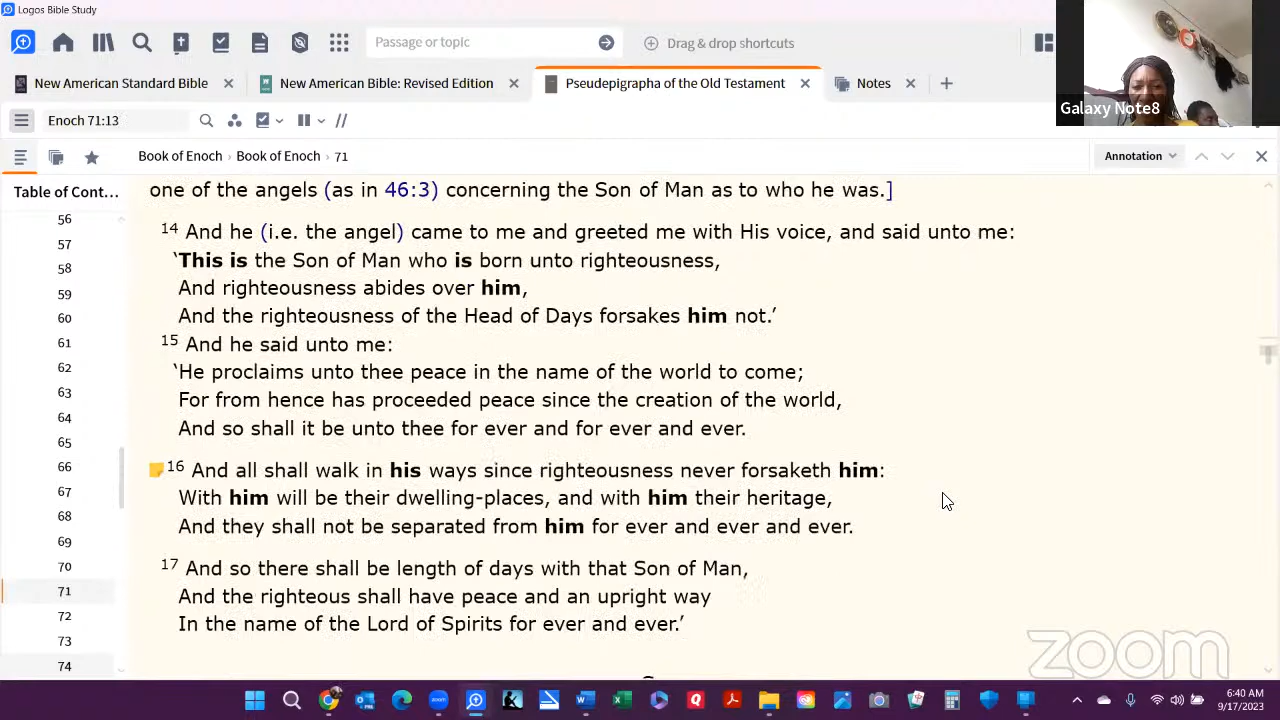 Logos Bible Study
Passage or topic
Drag & drop shortcuts
New American Standard Bible
New American Bible: Revised Edition
Pseudepigrapha of the Old Testament
Notes
Galaxy Note8
Enoch 71:13
Book of Enoch › Book of Enoch › 71
Annotation
Table of Cont...
56
57
58
59
60
61
62
63
64
65
66
67
68
69
70
71
72
73
74
one of the angels (as in 46:3) concerning the Son of Man as to who he was.]
14 And he (i.e. the angel) came to me and greeted me with His voice, and said unto me:
‘This is the Son of Man who is born unto righteousness,
And righteousness abides over him,
And the righteousness of the Head of Days forsakes him not.’
15 And he said unto me:
‘He proclaims unto thee peace in the name of the world to come;
For from hence has proceeded peace since the creation of the world,
And so shall it be unto thee for ever and for ever and ever.
16 And all shall walk in his ways since righteousness never forsaketh him:
With him will be their dwelling-places, and with him their heritage,
And they shall not be separated from him for ever and ever and ever.
17 And so there shall be length of days with that Son of Man,
And the righteous shall have peace and an upright way
In the name of the Lord of Spirits for ever and ever.’
zoom
6:40 AM
9/17/2023